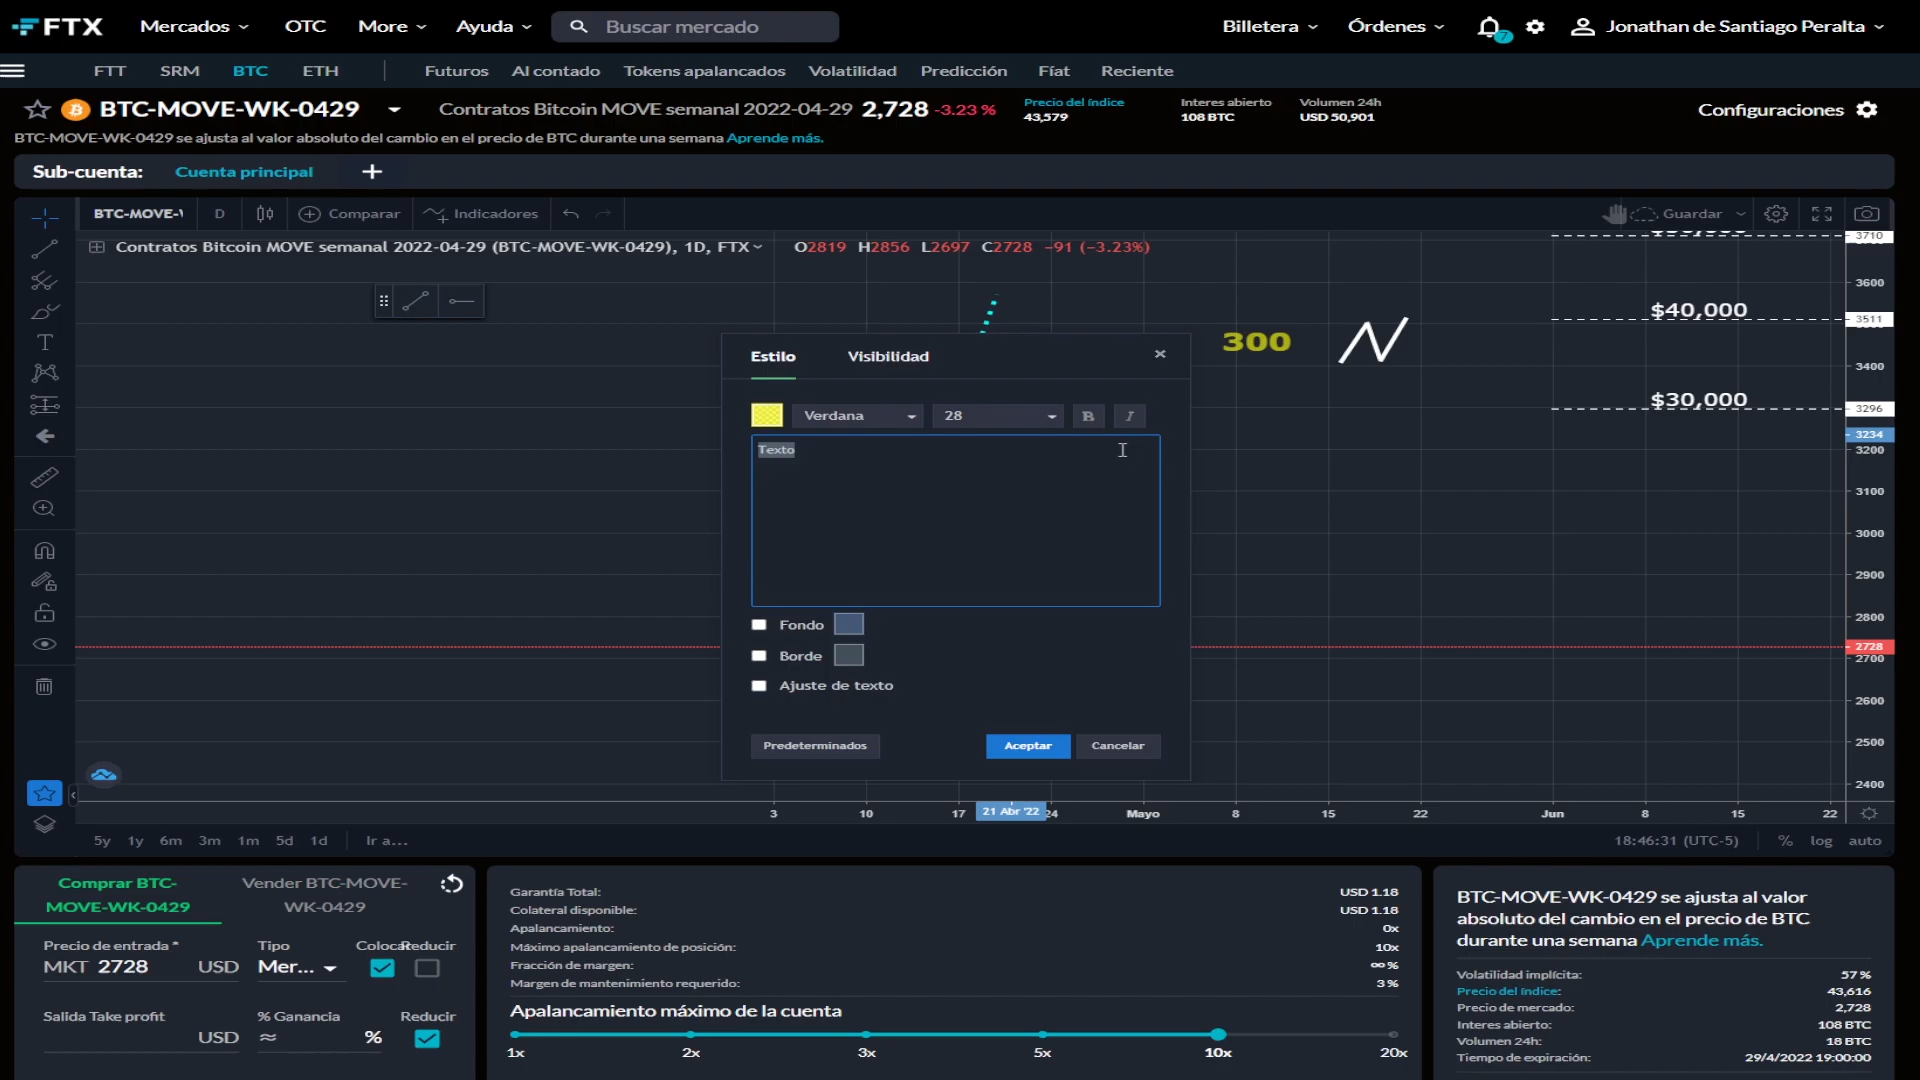 FTX Mercados OTC More Ayuda Buscar mercado Billetera Órdenes 7 Jonathan de Santiago Peralta
FTT SRM BTC ETH Futuros Al contado Tokens apalancados Volatilidad Predicción Fíat Reciente
BTC-MOVE-WK-0429 Contratos Bitcoin MOVE semanal 2022-04-29 2,728 -3.23 %
Precio del índice
43,579
Interes abierto
108 BTC
Volumen 24h
USD 50,901
Configuraciones
BTC-MOVE-WK-0429 se ajusta al valor absoluto del cambio en el precio de BTC durante una semana Aprende más.
Sub-cuenta: Cuenta principal +
BTC-MOVE-W D Comparar Indicadores Guardar
Contratos Bitcoin MOVE semanal 2022-04-29 (BTC-MOVE-WK-0429), 1D, FTX O2819 H2856 L2697 C2728 −91 (−3.23%)
3710
3600
$40,000
3511
300
3400
$30,000
3296
3234
3200
3100
3000
2900
2800
2728
2700
2600
2500
2400
Estilo Visibilidad
Verdana 28 B I
Texto
Fondo
Borde
Ajuste de texto
Predeterminados Aceptar Cancelar
3 10 17 21 Abr '22 24 Mayo 8 15 22 Jun 8 15 22
5y 1y 6m 3m 1m 5d 1d Ir a... 18:46:31 (UTC-5) % log auto
Comprar BTC-MOVE-WK-0429
Vender BTC-MOVE-WK-0429
Precio de entrada * Tipo Colocar Reducir
MKT 2728 USD Mer...
Salida Take profit % Ganancia Reducir
USD ≈ %
Garantía Total: USD 1.18
Colateral disponible: USD 1.18
Apalancamiento: 0x
Máximo apalancamiento de posición: 10x
Fracción de margen: ∞ %
Margen de mantenimiento requerido: 3 %
Apalancamiento máximo de la cuenta
1x 2x 3x 5x 10x 20x
BTC-MOVE-WK-0429 se ajusta al valor
absoluto del cambio en el precio de BTC
durante una semana Aprende más.
Volatilidad implícita: 57 %
Precio del índice: 43,616
Precio de mercado: 2,728
Interes abierto: 108 BTC
Volumen 24h: 18 BTC
Tiempo de expiración: 29/4/2022 19:00:00